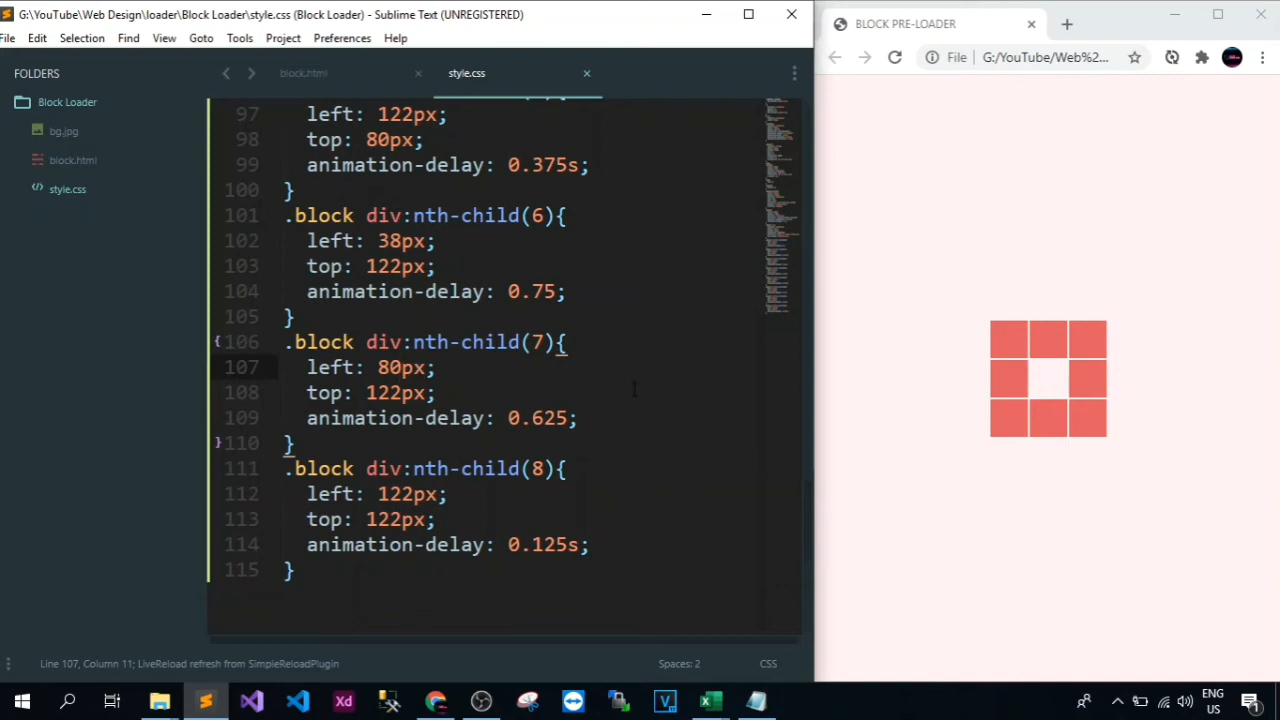 G:\YouTube\Web Design\loader\Block Loader\style.css (Block Loader) - Sublime Text (UNREGISTERED)
File Edit Selection Find View Goto Tools Project Preferences Help
FOLDERS
Block Loader
bg.jpg
block.html
style.css
block.html
style.css
97 left: 122px;
98 top: 80px;
99 animation-delay: 0.375s;
100 }
101 .block div:nth-child(6){
102 left: 38px;
103 top: 122px;
104 animation-delay: 0.75;
105 }
106 .block div:nth-child(7){
107 left: 80px;
108 top: 122px;
109 animation-delay: 0.625;
110 }
111 .block div:nth-child(8){
112 left: 122px;
113 top: 122px;
114 animation-delay: 0.125s;
115 }
Line 107, Column 11; LiveReload refresh from SimpleReloadPlugin
Spaces: 2
CSS
BLOCK PRE-LOADER
File G:/YouTube/Web%2...
Xd
ENG
US
1